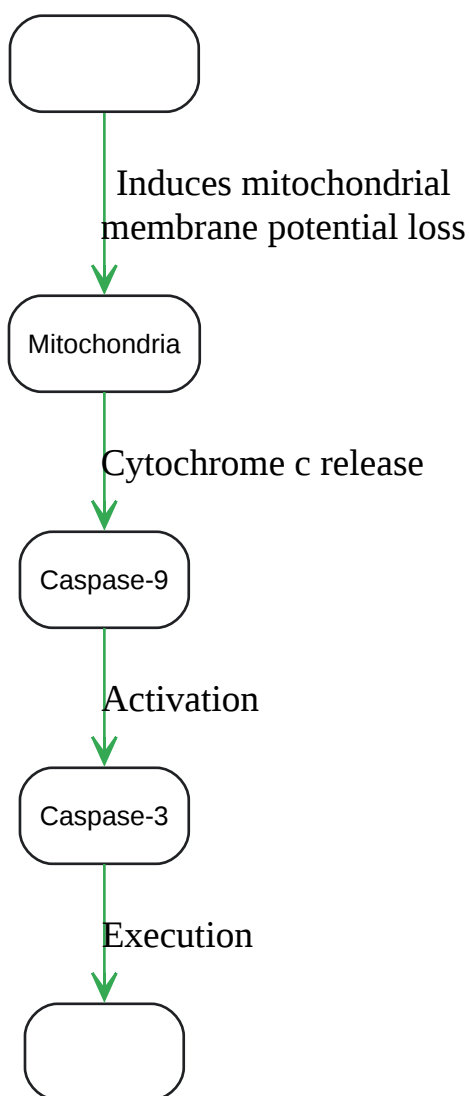 Induces mitochondrial
membrane potential loss
Mitochondria
Cytochrome c release
Caspase-9
Activation
Caspase-3
Execution